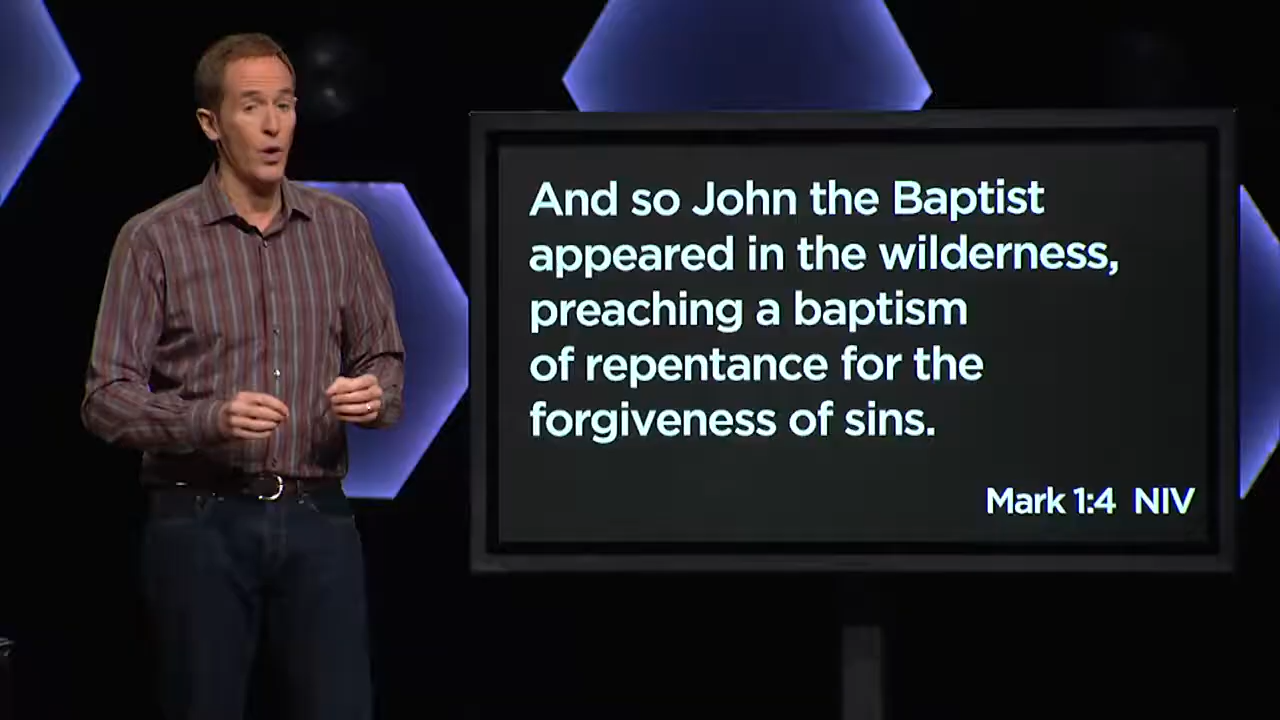 And so John the Baptist
appeared in the wilderness,
preaching a baptism
of repentance for the
forgiveness of sins.
Mark 1:4 NIV